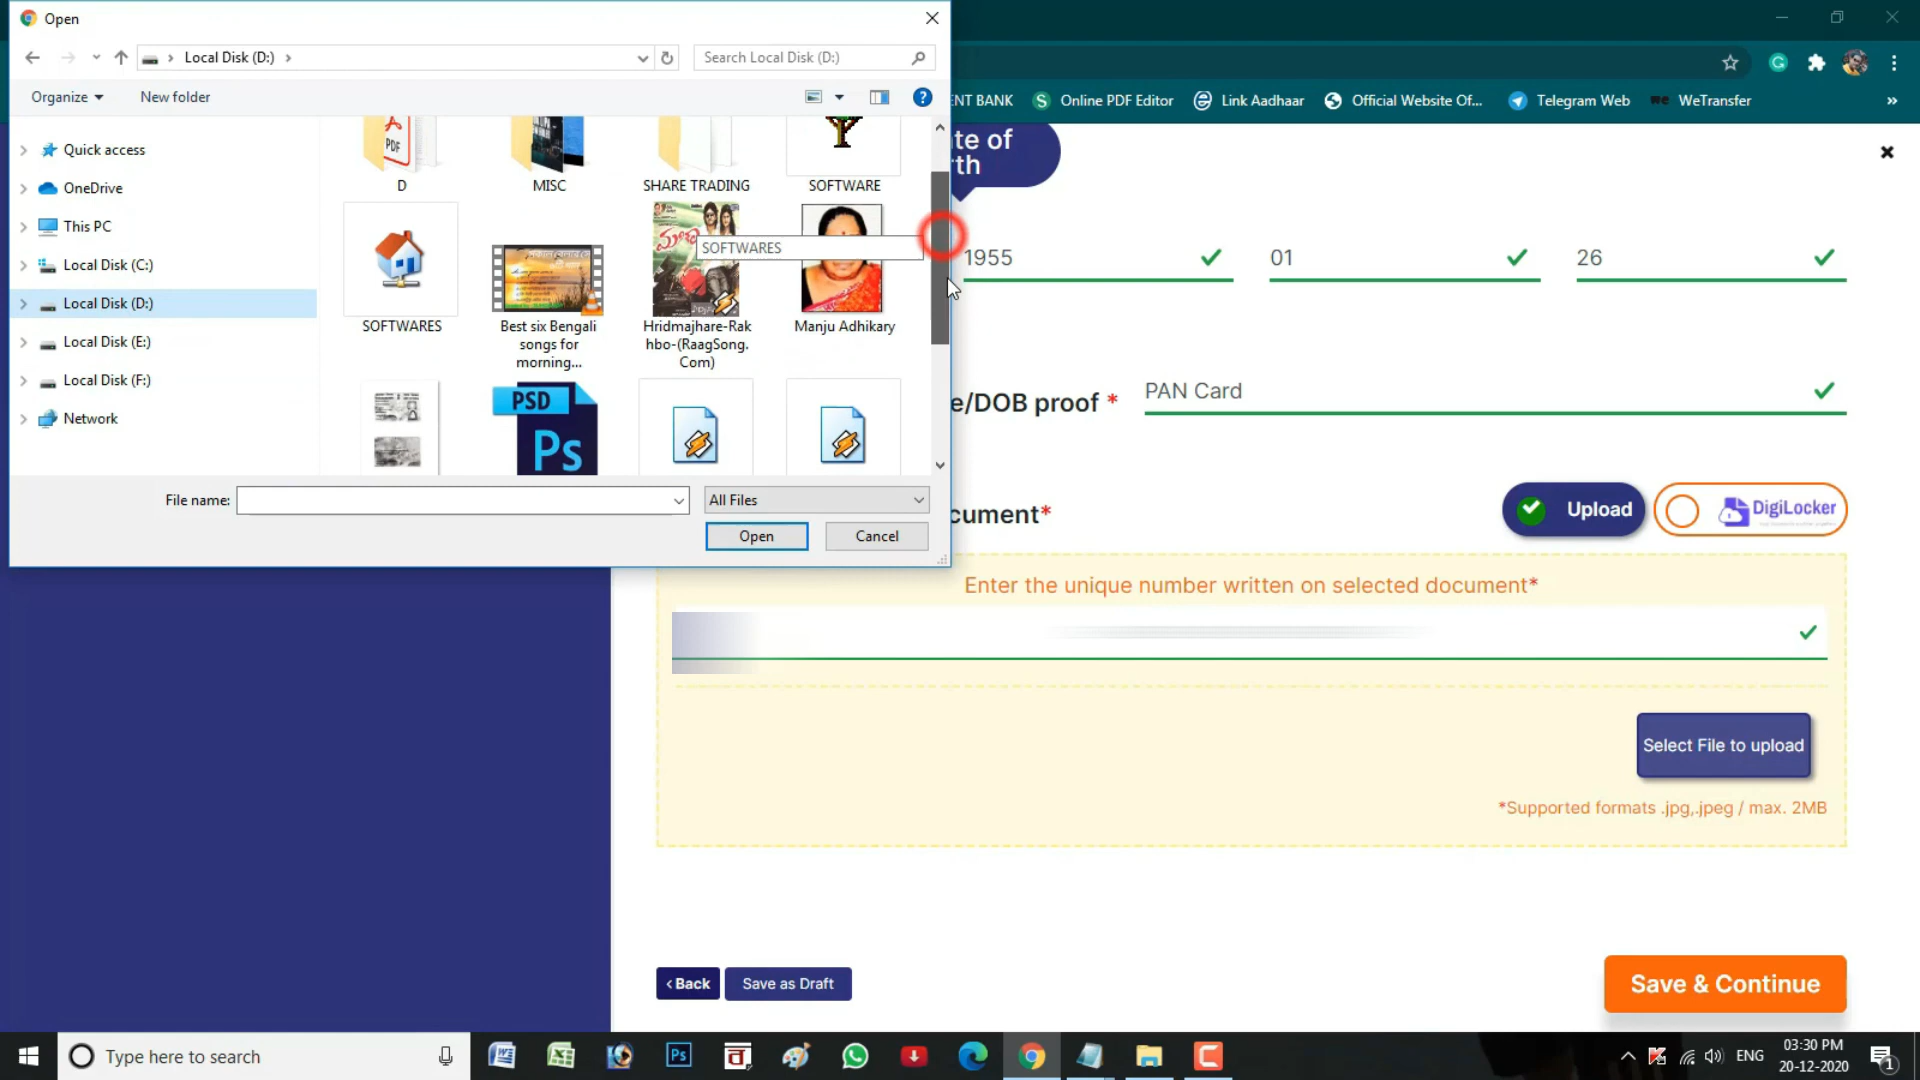 Open
Local Disk (D:)
Search Local Disk (D:)
Organize
New folder
Quick access
OneDrive
This PC
Local Disk (C:)
Local Disk (D:)
Local Disk (E:)
Local Disk (F:)
Network
PDF
D
MISC
SHARE TRADING
SOFTWARE
SOFTWARES
SOFTWARES
Best six Bengali
songs for
morning...
Hridmajhare-Rak
hbo-(RaagSong.
Com)
Manju Adhikary
PSD
Ps
File name:
All Files
Open
Cancel
ENT BANK
Online PDF Editor
Link Aadhaar
Official Website Of...
Telegram Web
WeTransfer
te of
rth
1955
01
26
e/DOB proof *
PAN Card
cument*
Upload
DigiLocker
Enter the unique number written on selected document*
Select File to upload
*Supported formats .jpg,.jpeg / max. 2MB
‹ Back
Save as Draft
Save & Continue
Type here to search
Ps
ENG
03:30 PM
20-12-2020
1